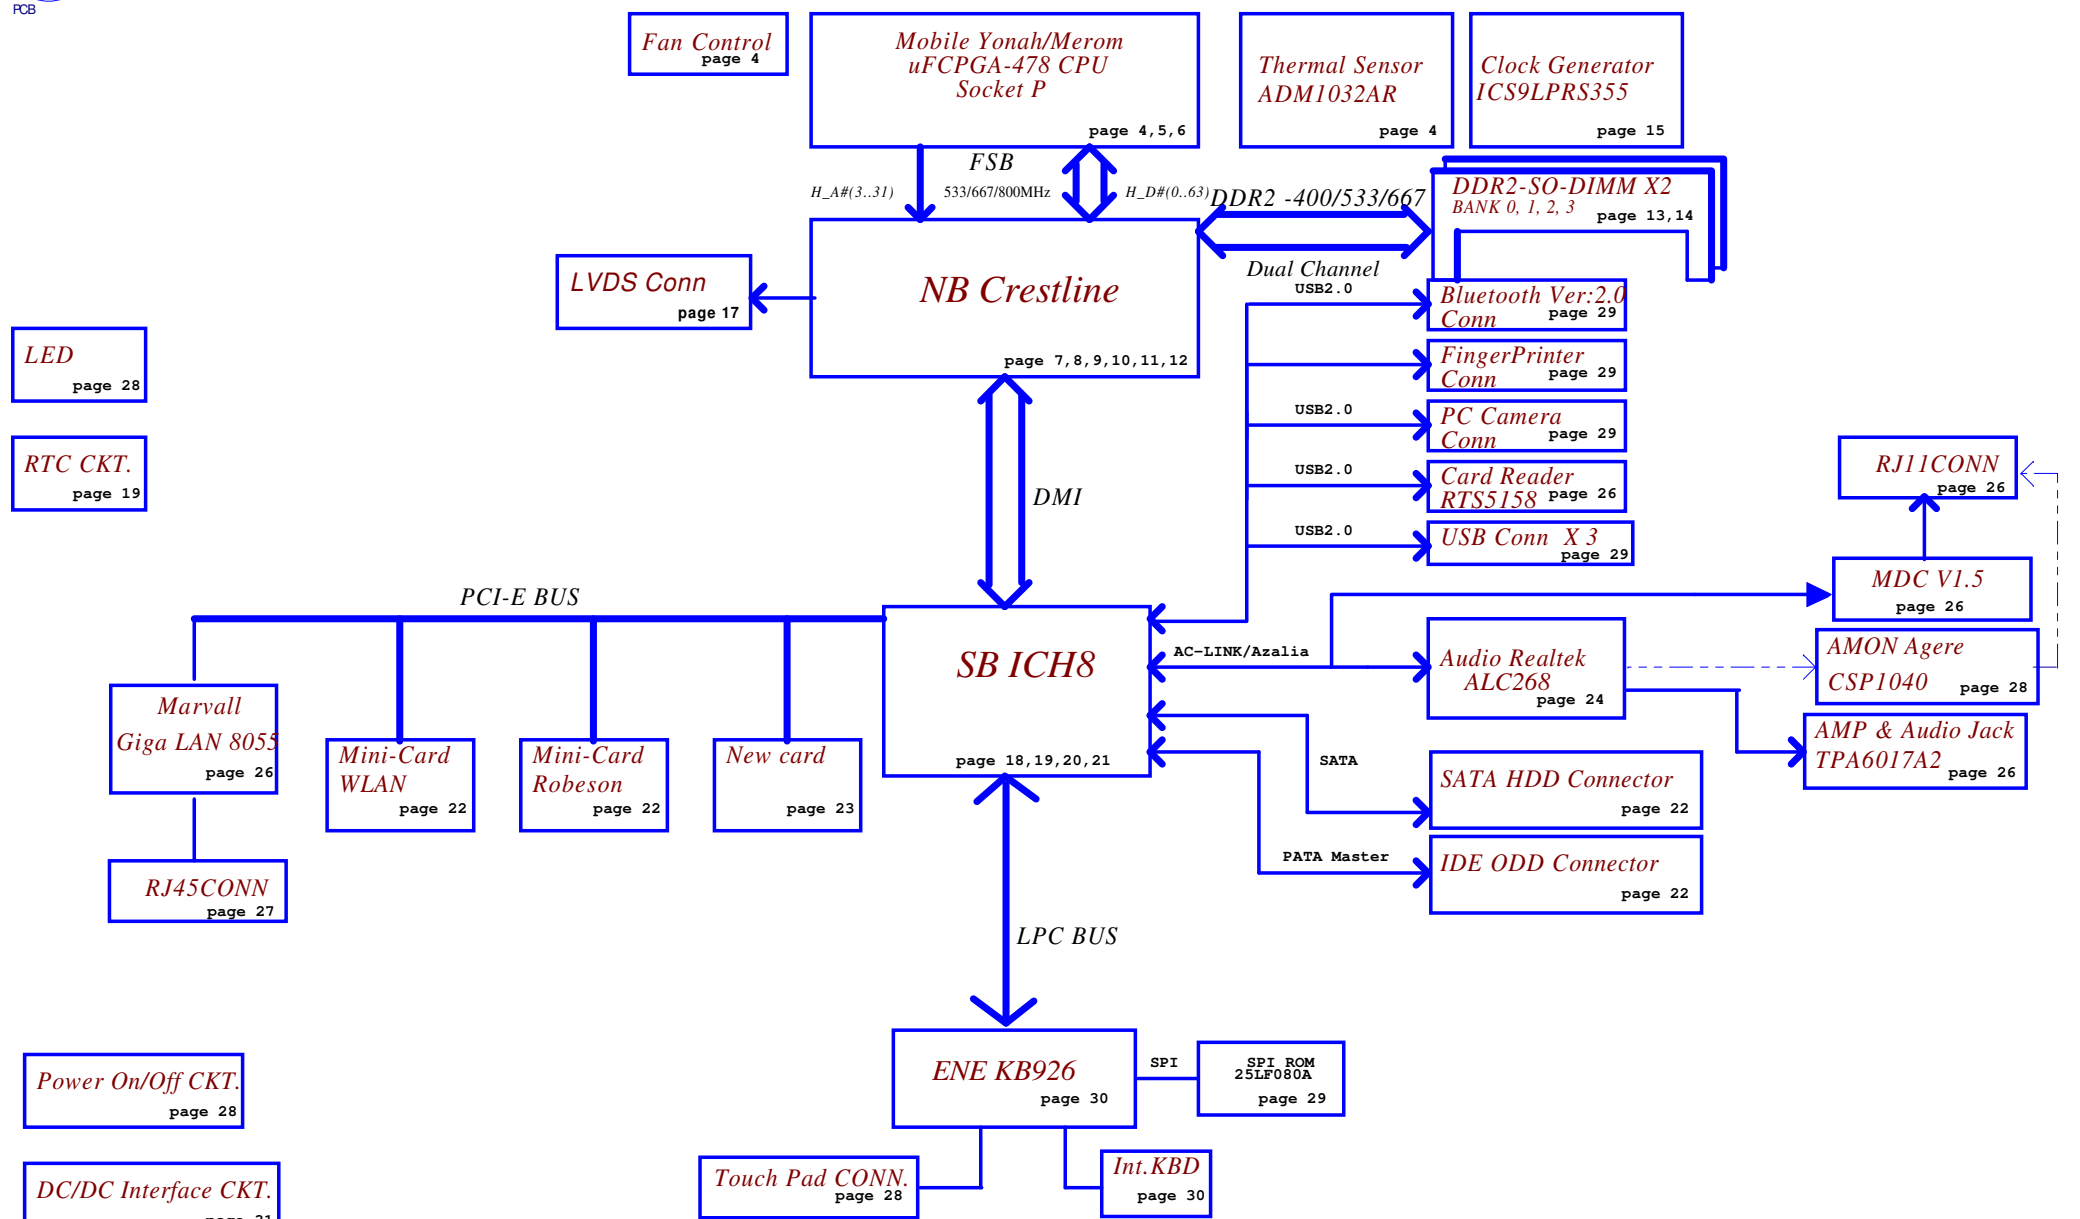 PCB
Fan Control
page 4
Mobile Yonah/Merom
uFCPGA-478 CPU
Socket P
page 4,5,6
Thermal Sensor
ADM1032AR
page 4
Clock Generator
ICS9LPRS355
page 15
FSB
H_A#(3..31)
533/667/800MHz
H_D#(0..63)
DDR2 -400/533/667
DDR2-SO-DIMM X2
BANK 0, 1, 2, 3
page 13,14
Dual Channel
LVDS Conn
page 17
NB Crestline
page 7,8,9,10,11,12
USB2.0
Bluetooth Ver:2.0
Conn
page 29
FingerPrinter
Conn
page 29
USB2.0
PC Camera
Conn
page 29
USB2.0
Card Reader
RTS5158
page 26
USB2.0
USB Conn X 3
page 29
LED
page 28
RTC CKT.
page 19
DMI
RJ11CONN
page 26
MDC V1.5
page 26
PCI-E BUS
SB ICH8
page 18,19,20,21
AC-LINK/Azalia
Audio Realtek
ALC268
page 24
AMON Agere
CSP1040
page 28
AMP & Audio Jack
TPA6017A2
page 26
Marvall
Giga LAN 8055
page 26
Mini-Card
WLAN
page 22
Mini-Card
Robeson
page 22
New card
page 23
SATA
SATA HDD Connector
page 22
PATA Master
IDE ODD Connector
page 22
RJ45CONN
page 27
LPC BUS
ENE KB926
page 30
SPI
SPI ROM
25LF080A
page 29
Power On/Off CKT.
page 28
Touch Pad CONN.
page 28
Int.KBD
page 30
DC/DC Interface CKT.
page 31